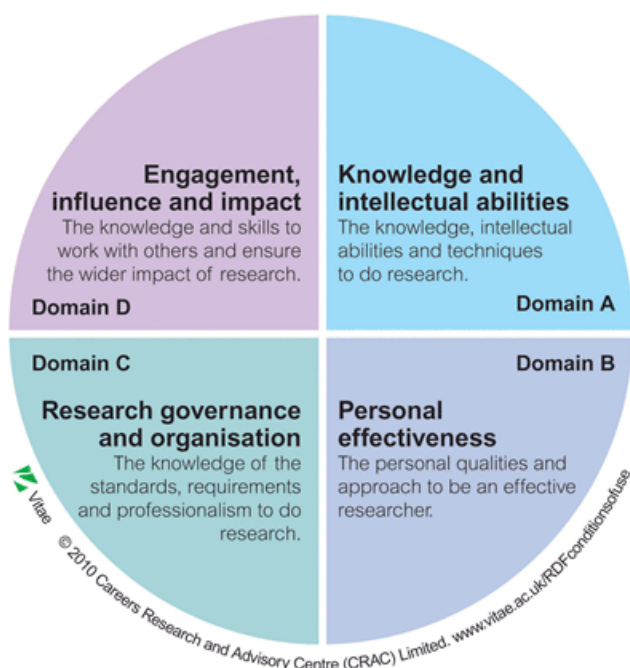 Engagement,
influence and impact
The knowledge and skills to
work with others and ensure
the wider impact of research.
Domain D
Knowledge and
intellectual abilities
The knowledge, intellectual
abilities and techniques
to do research.
Domain A
Domain C
Research governance
and organisation
The knowledge of the
standards, requirements
and professionalism to do
research.
Domain B
Personal
effectiveness
The personal qualities and
approach to be an effective
researcher.
Vitae
© 2010 Careers Research and Advisory Centre (CRAC) Limited. www.vitae.ac.uk/RDFconditionsofuse